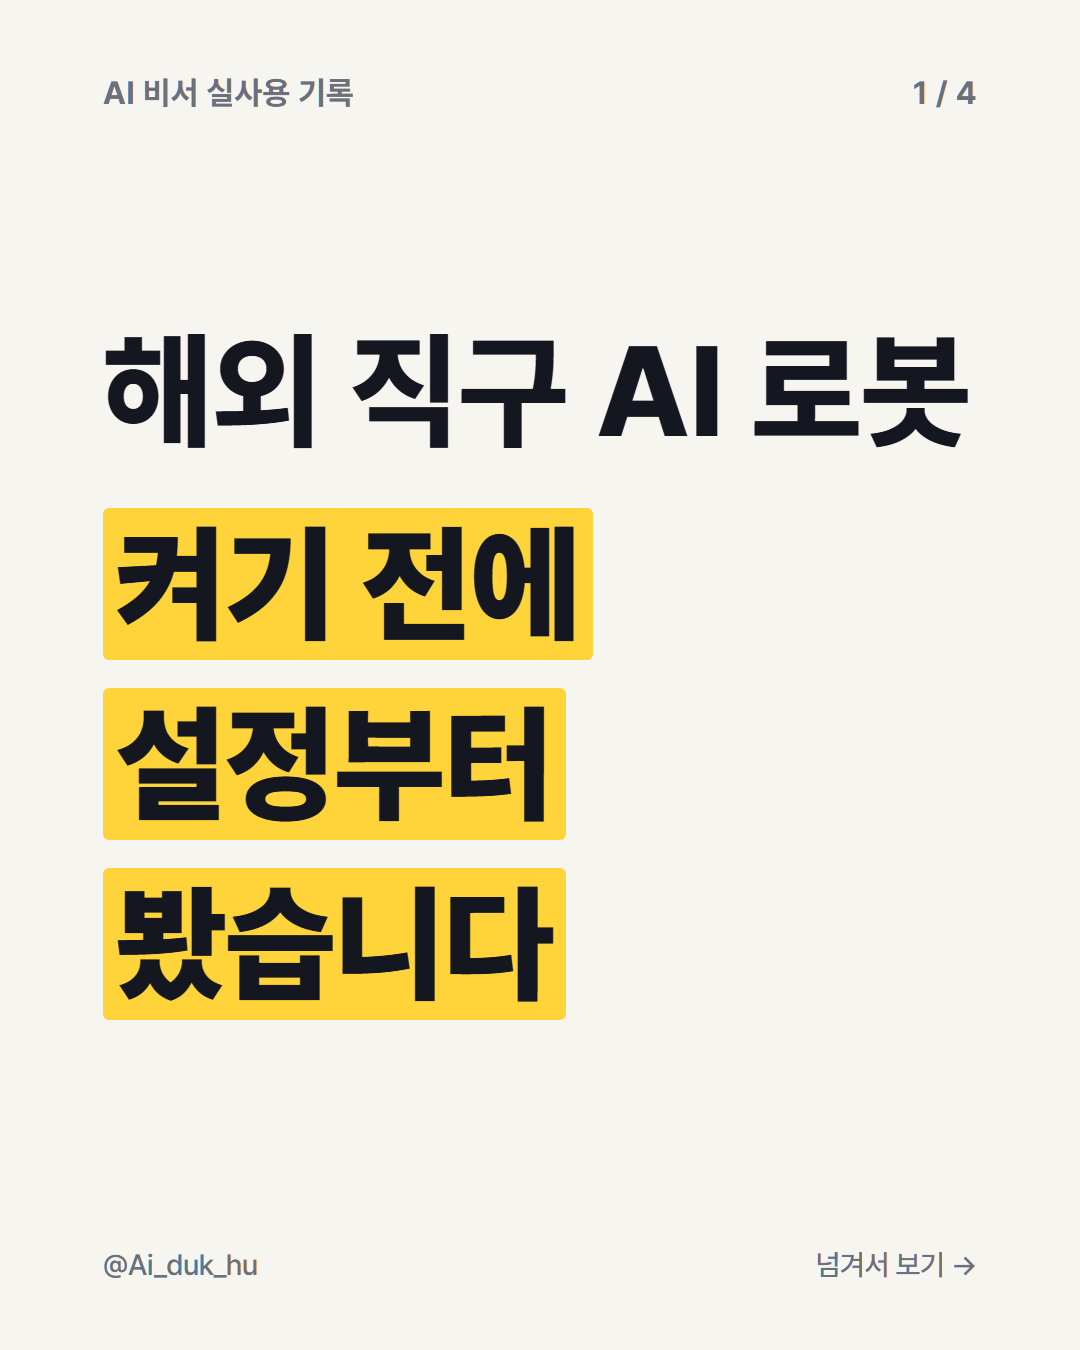 AI 비서 실사용 기록
1 / 4
해외 직구 AI 로봇
켜기 전에
설정부터
봤습니다
@Ai_duk_hu
넘겨서 보기 →